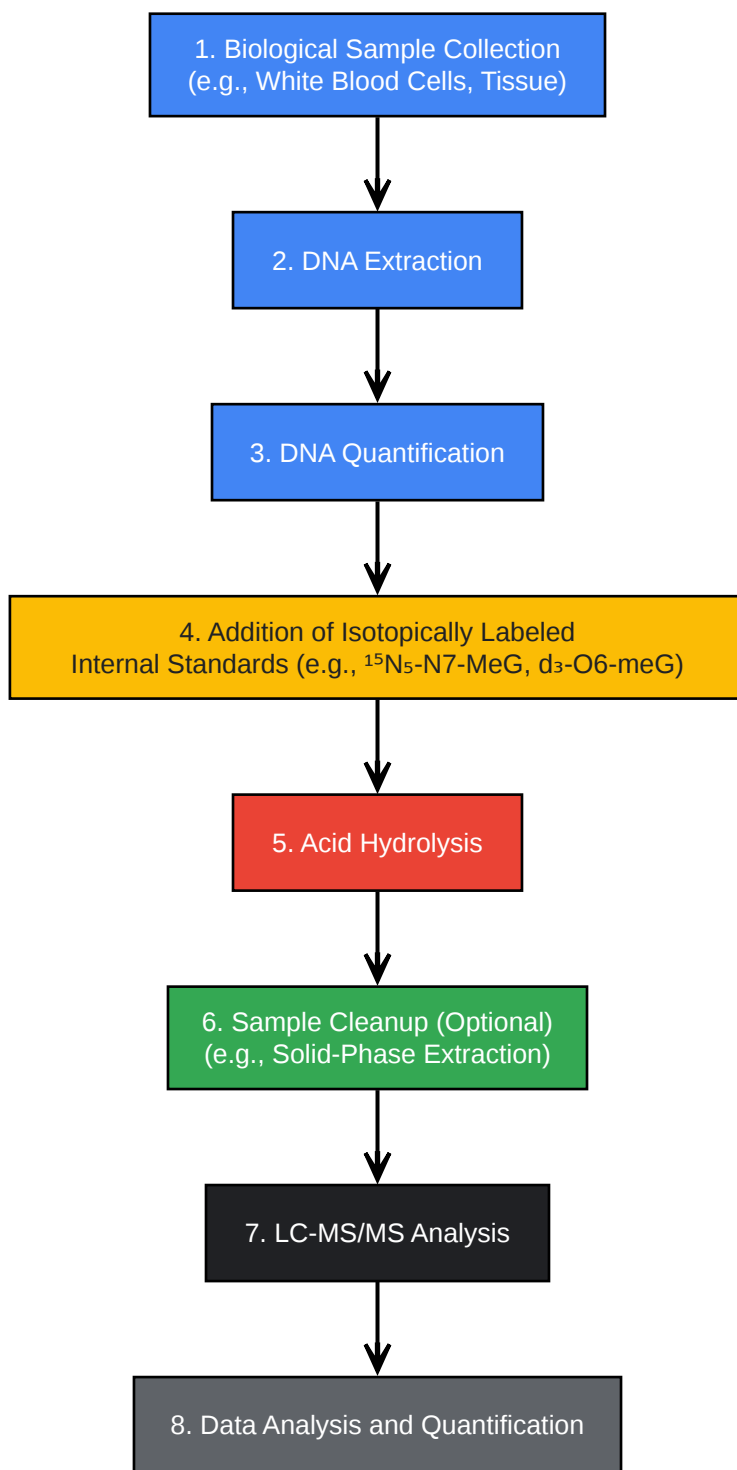 1. Biological Sample Collection
(e.g., White Blood Cells, Tissue)
2. DNA Extraction
3. DNA Quantification
4. Addition of Isotopically Labeled
Internal Standards (e.g., ¹⁵N₅-N7-MeG, d₃-O6-meG)
5. Acid Hydrolysis
6. Sample Cleanup (Optional)
(e.g., Solid-Phase Extraction)
7. LC-MS/MS Analysis
8. Data Analysis and Quantification